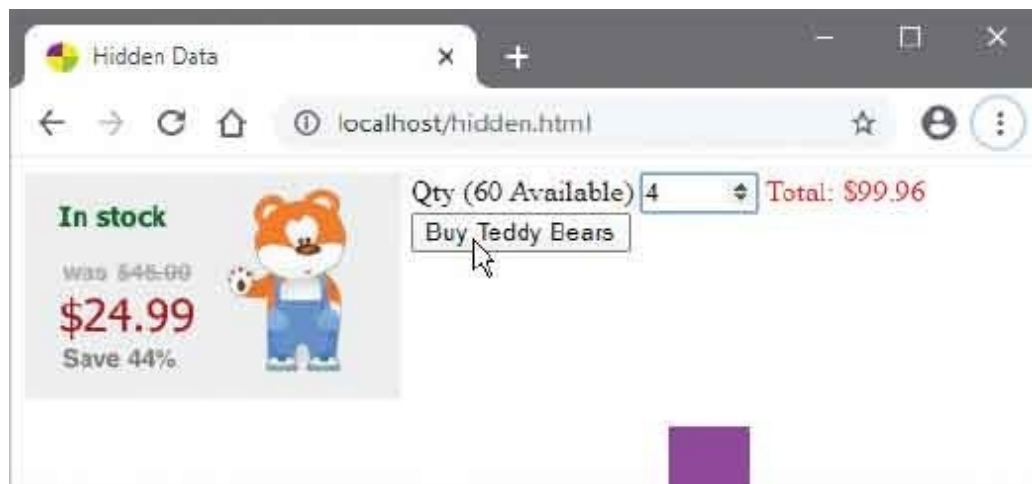 Hidden Data
localhost/hidden.html
In stock
Qty (60 Available) 4 Total: $99.96
Buy Teddy Bears
was $45.00
$24.99
Save 44%